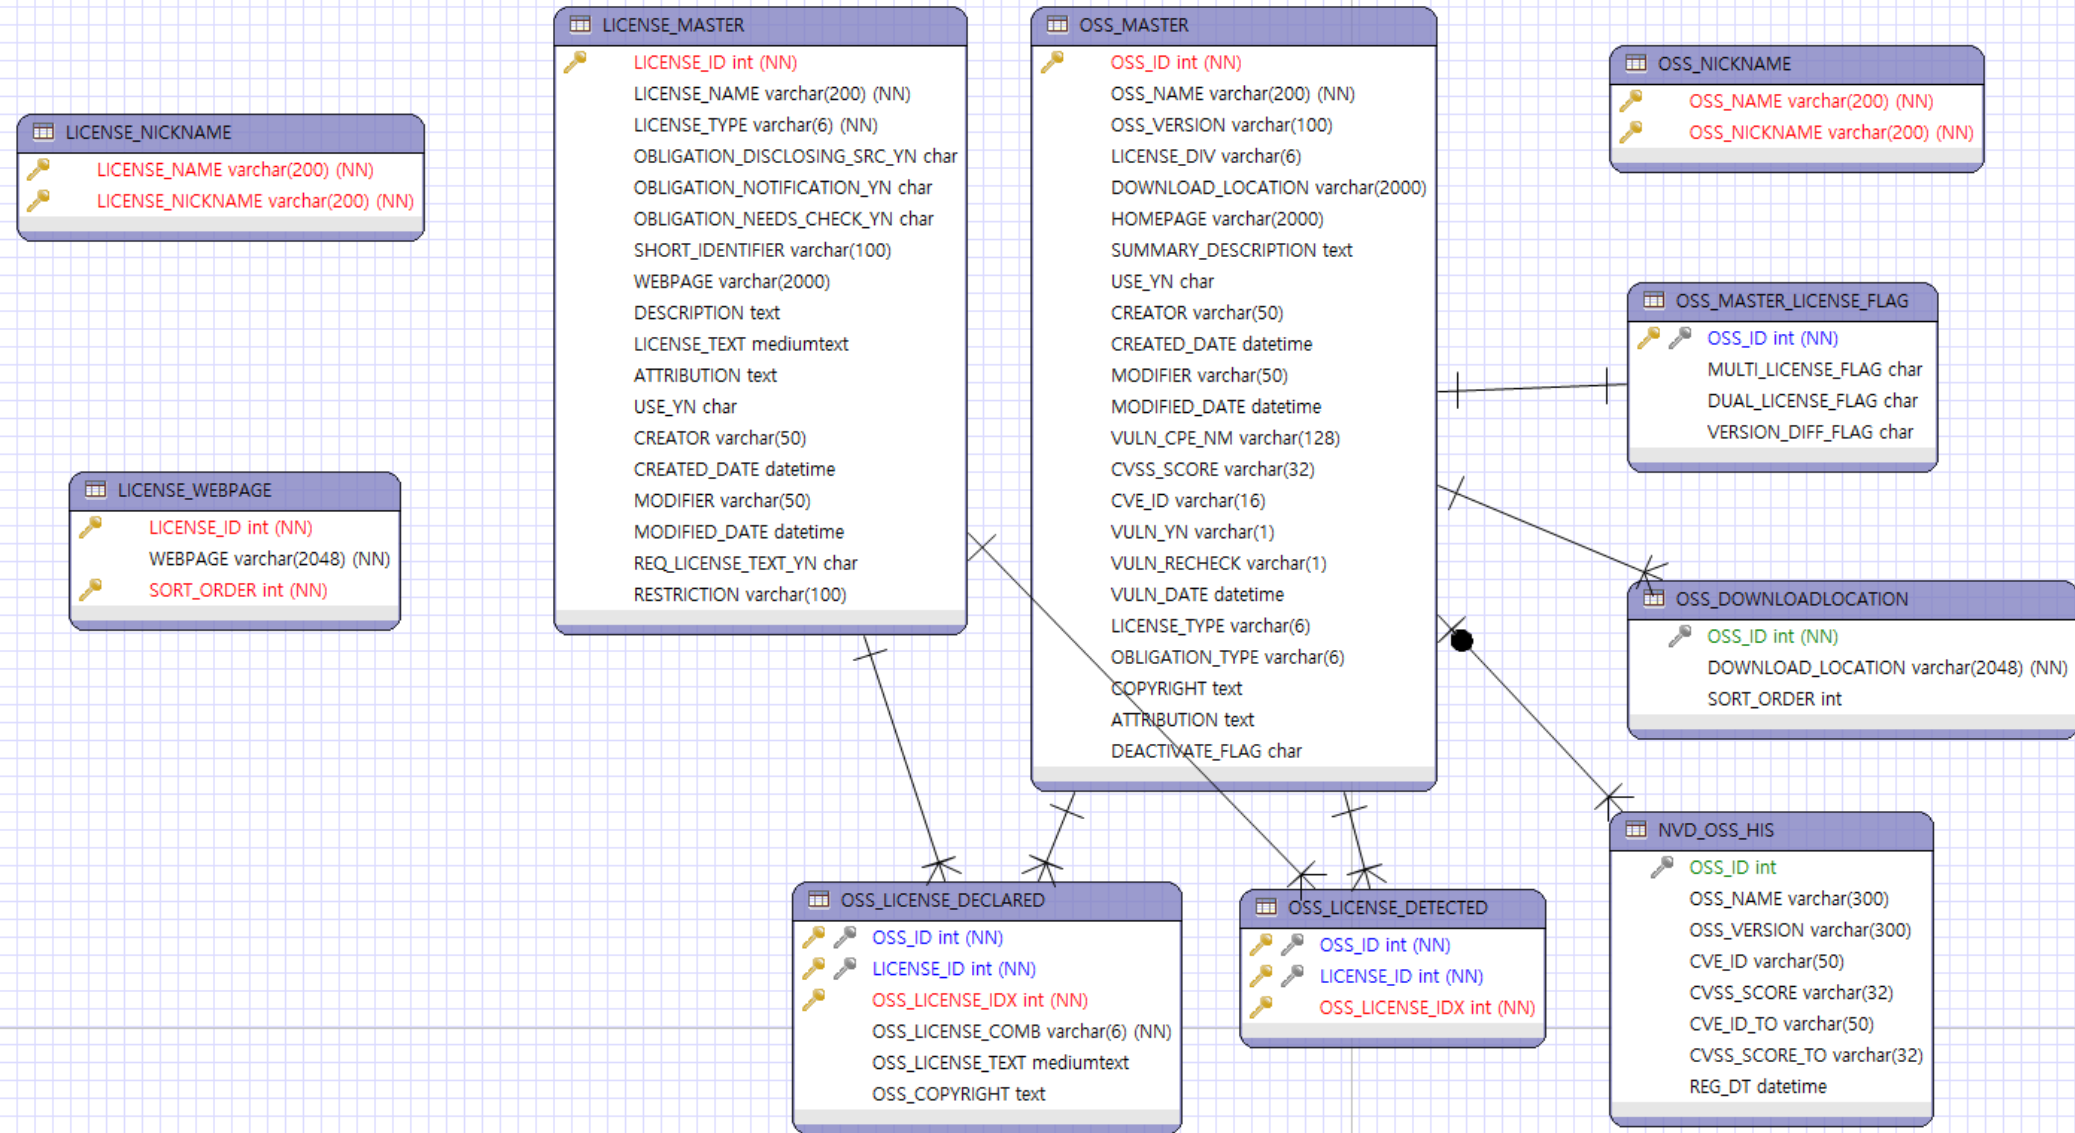 LICENSE_MASTER
LICENSE_ID int (NN)
LICENSE_NAME varchar(200) (NN)
LICENSE_TYPE varchar(6) (NN)
OBLIGATION_DISCLOSING_SRC_YN char
OBLIGATION_NOTIFICATION_YN char
OBLIGATION_NEEDS_CHECK_YN char
SHORT_IDENTIFIER varchar(100)
WEBPAGE varchar(2000)
DESCRIPTION text
LICENSE_TEXT mediumtext
ATTRIBUTION text
USE_YN char
CREATOR varchar(50)
CREATED_DATE datetime
MODIFIER varchar(50)
MODIFIED_DATE datetime
REQ_LICENSE_TEXT_YN char
RESTRICTION varchar(100)
OSS_MASTER
OSS_ID int (NN)
OSS_NAME varchar(200) (NN)
OSS_VERSION varchar(100)
LICENSE_DIV varchar(6)
DOWNLOAD_LOCATION varchar(2000)
HOMEPAGE varchar(2000)
SUMMARY_DESCRIPTION text
USE_YN char
CREATOR varchar(50)
CREATED_DATE datetime
MODIFIER varchar(50)
MODIFIED_DATE datetime
VULN_CPE_NM varchar(128)
CVSS_SCORE varchar(32)
CVE_ID varchar(16)
VULN_YN varchar(1)
VULN_RECHECK varchar(1)
VULN_DATE datetime
LICENSE_TYPE varchar(6)
OBLIGATION_TYPE varchar(6)
COPYRIGHT text
ATTRIBUTION text
DEACTIVATE_FLAG char
OSS_NICKNAME
OSS_NAME varchar(200) (NN)
OSS_NICKNAME varchar(200) (NN)
LICENSE_NICKNAME
LICENSE_NAME varchar(200) (NN)
LICENSE_NICKNAME varchar(200) (NN)
OSS_MASTER_LICENSE_FLAG
OSS_ID int (NN)
MULTI_LICENSE_FLAG char
DUAL_LICENSE_FLAG char
VERSION_DIFF_FLAG char
LICENSE_WEBPAGE
LICENSE_ID int (NN)
WEBPAGE varchar(2048) (NN)
SORT_ORDER int (NN)
OSS_DOWNLOADLOCATION
OSS_ID int (NN)
DOWNLOAD_LOCATION varchar(2048) (NN)
SORT_ORDER int
NVD_OSS_HIS
OSS_ID int
OSS_NAME varchar(300)
OSS_VERSION varchar(300)
CVE_ID varchar(50)
CVSS_SCORE varchar(32)
CVE_ID_TO varchar(50)
CVSS_SCORE_TO varchar(32)
REG_DT datetime
OSS_LICENSE_DECLARED
OSS_ID int (NN)
LICENSE_ID int (NN)
OSS_LICENSE_IDX int (NN)
OSS_LICENSE_COMB varchar(6) (NN)
OSS_LICENSE_TEXT mediumtext
OSS_COPYRIGHT text
OSS_LICENSE_DETECTED
OSS_ID int (NN)
LICENSE_ID int (NN)
OSS_LICENSE_IDX int (NN)